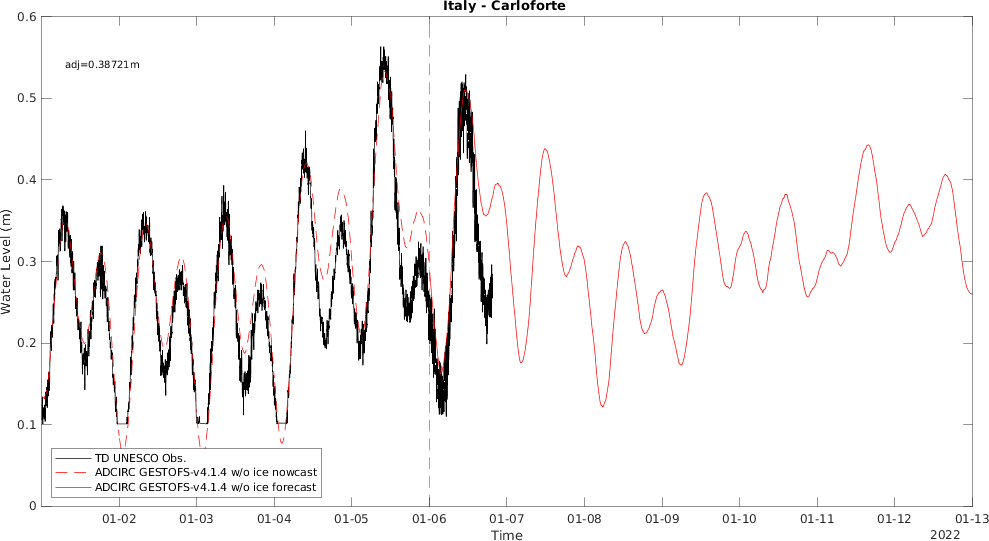 Italy - Carloforte
0.6
adj=0.38721m
0.5
0.4
0.3
0.2
0.1
0
Water Level (m)
TD UNESCO Obs.
ADCIRC GESTOFS-v4.1.4 w/o ice nowcast
ADCIRC GESTOFS-v4.1.4 w/o ice forecast
01-02 01-03 01-04 01-05 01-06 01-07 01-08 01-09 01-10 01-11 01-12 01-13
Time
2022